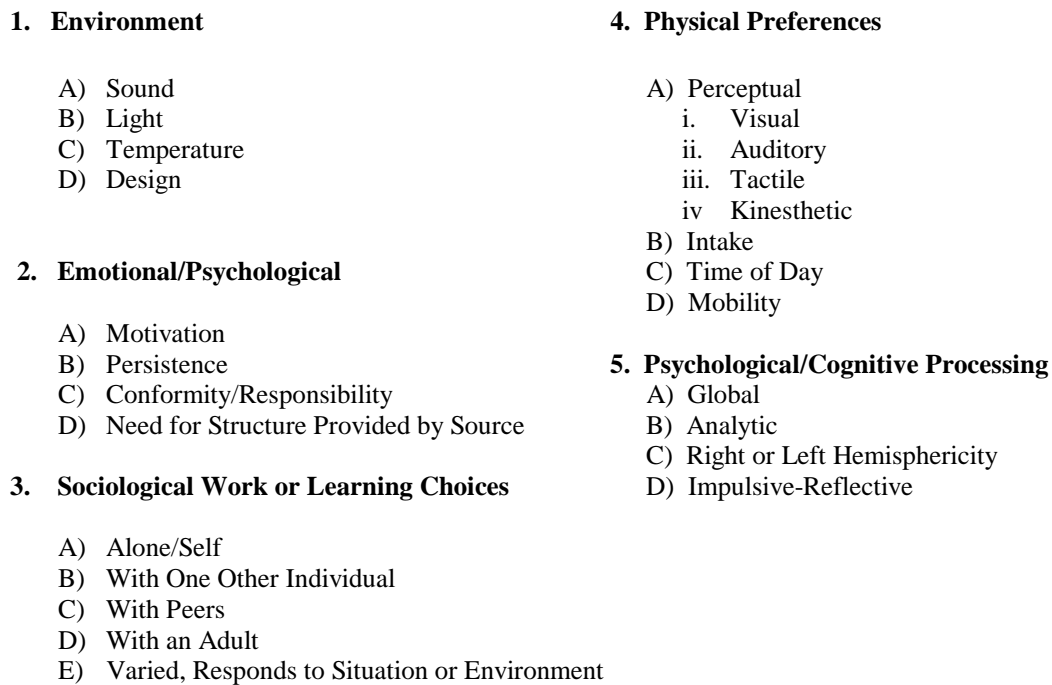 1. Environment
A) Sound
B) Light
C) Temperature
D) Design
2. Emotional/Psychological
A) Motivation
B) Persistence
C) Conformity/Responsibility
D) Need for Structure Provided by Source
3. Sociological Work or Learning Choices
A) Alone/Self
B) With One Other Individual
C) With Peers
D) With an Adult
E) Varied, Responds to Situation or Environment
4. Physical Preferences
A) Perceptual
i. Visual
ii. Auditory
iii. Tactile
iv Kinesthetic
B) Intake
C) Time of Day
D) Mobility
5. Psychological/Cognitive Processing
A) Global
B) Analytic
C) Right or Left Hemisphericity
D) Impulsive-Reflective